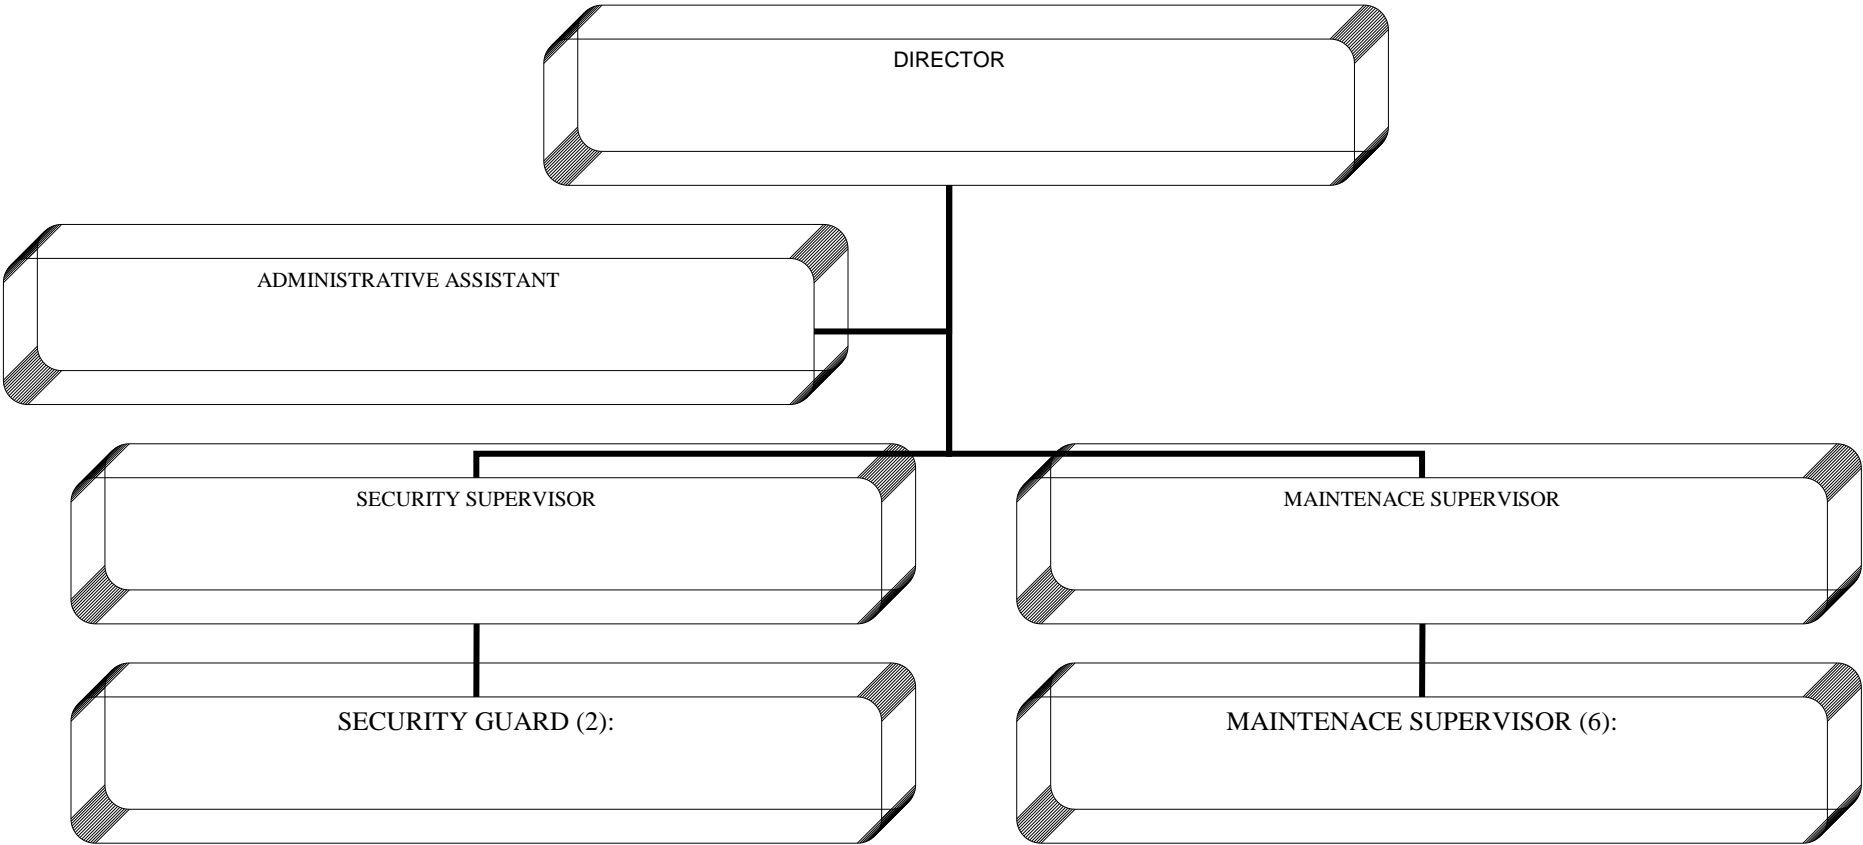 DIRECTOR
ADMINISTRATIVE ASSISTANT
SECURITY SUPERVISOR
MAINTENACE SUPERVISOR
SECURITY GUARD (2):
MAINTENACE SUPERVISOR (6):